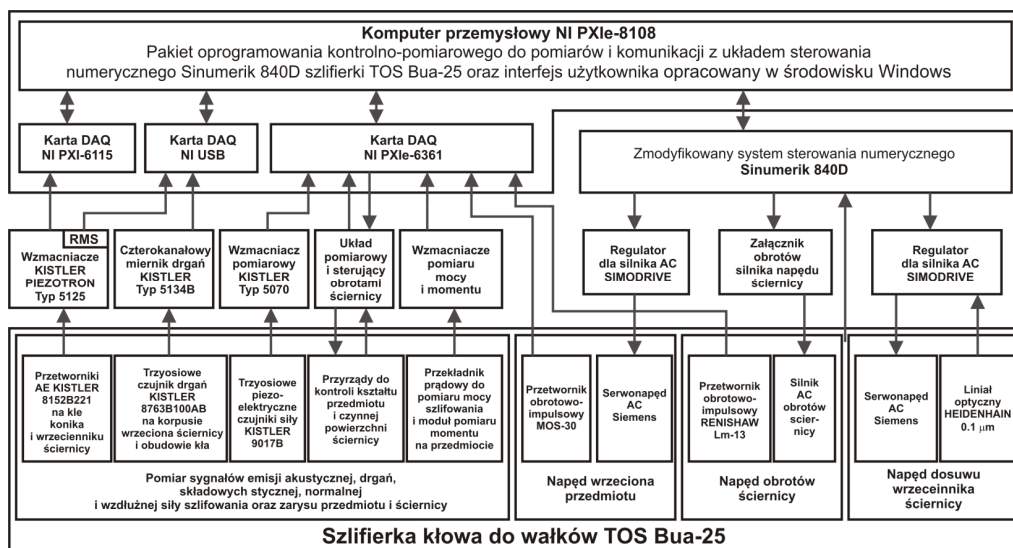 Komputer przemysłowy NI PXIe-8108
Pakiet oprogramowania kontrolno-pomiarowego do pomiarów i komunikacji z układem sterowania
numerycznego Sinumerik 840D szlifierki TOS Bua-25 oraz interfejs użytkownika opracowany w środowisku Windows
Karta DAQ
NI PXI-6115
Karta DAQ
NI USB
Karta DAQ
NI PXIe-6361
Zmodyfikowany system sterowania numerycznego
Sinumerik 840D
RMS
Wzmacniacze
KISTLER
PIEZOTRON
Typ 5125
Czterokanałowy
miernik drgań
KISTLER
Typ 5134B
Wzmacniacz
pomiarowy
KISTLER
Typ 5070
Układ
pomiarowy
i sterujący
obrotami
ściernicy
Wzmacniacze
pomiaru
mocy
i momentu
Regulator
dla silnika AC
SIMODRIVE
Załącznik
obrotów
silnika napędu
ściernicy
Regulator
dla silnika AC
SIMODRIVE
Przetworniki
AE KISTLER
8152B221
na kle
konika
i wrzecienniku
ściernicy
Trzyosiowe
czujnik drgań
KISTLER
8763B100AB
na korpusie
wrzeciona ściernicy
i obudowie kła
Trzyosiowe
piezo-
elektryczne
czujniki siły
KISTLER
9017B
Przyrządy do
kontroli kształtu
przedmiotu
i czynnej
powierzchni
ściernicy
Przekładnik
prądowy do
pomiaru mocy
szlifowania
i moduł pomiaru
momentu
na przedmiocie
Przetwornik
obrotowo-
impulsowy
MOS-30
Serwonapęd
AC
Siemens
Przetwornik
obrotowo-
impulsowy
RENISHAW
Lm-13
Silnik
AC
obrotów
ścier-
nicy
Serwonapęd
AC
Siemens
Liniał
optyczny
HEIDENHAIN
0.1 μm
Pomiar sygnałów emisji akustycznej, drgań,
składowych stycznej, normalnej
i wzdłużnej siły szlifowania oraz zarysu przedmiotu i ściernicy
Napęd wrzeciona
przedmiotu
Napęd obrotów
ściernicy
Napęd dosuwu
wrzeceinnika
ściernicy
Szlifierka kłowa do wałków TOS Bua-25